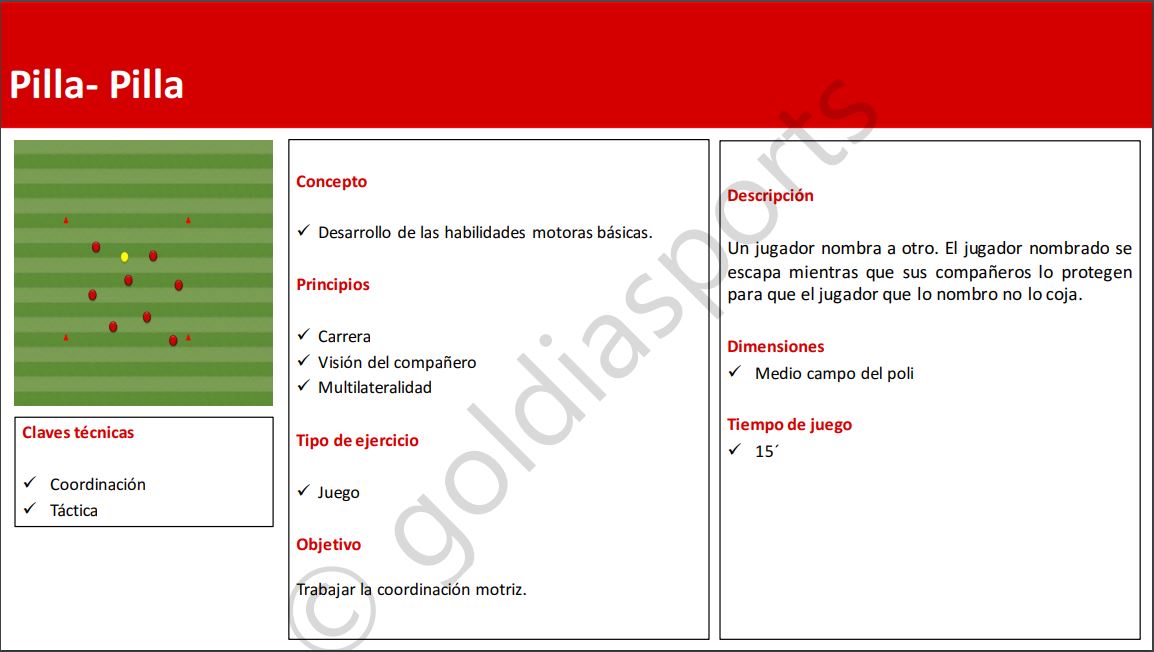 Pilla- Pilla
Claves técnicas
Coordinación
Táctica
Concepto
Desarrollo de las habilidades motoras básicas.
Principios
Carrera
Visión del compañero
Multilateralidad
Tipo de ejercicio
Juego
Objetivo
Trabajar la coordinación motriz.
Descripción
Un jugador nombra a otro. El jugador nombrado se
escapa mientras que sus compañeros lo protegen
para que el jugador que lo nombro no lo coja.
Dimensiones
Medio campo del poli
Tiempo de juego
15´
© goldiasports